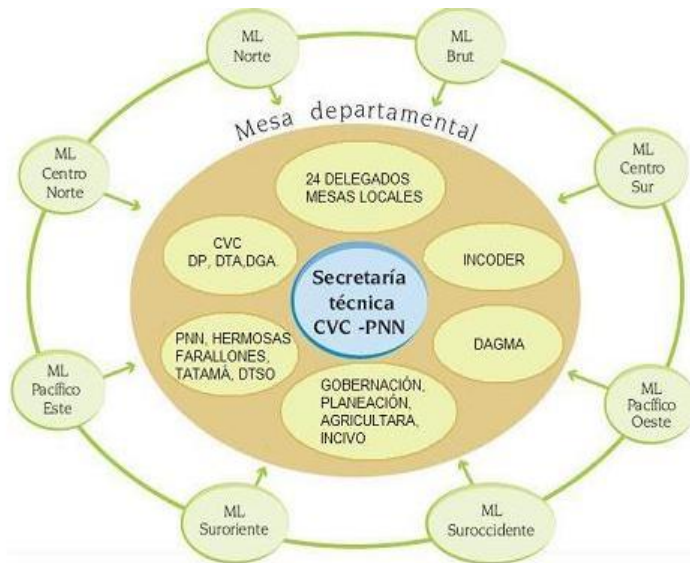 ML
Norte
ML
Brut
Mesa departamental
ML
Centro
Norte
ML
Centro
Sur
24 DELEGADOS
MESAS LOCALES
CVC
DP, DTA,DGA.
INCODER
Secretaría
técnica
CVC -PNN
PNN, HERMOSAS
FARALLONES,
TATAMÁ, DTSO
DAGMA
GOBERNACIÓN,
PLANEACIÓN,
AGRICULTARA,
INCIVO
ML
Pacífico
Este
ML
Pacífico
Oeste
ML
Suroriente
ML
Suroccidente